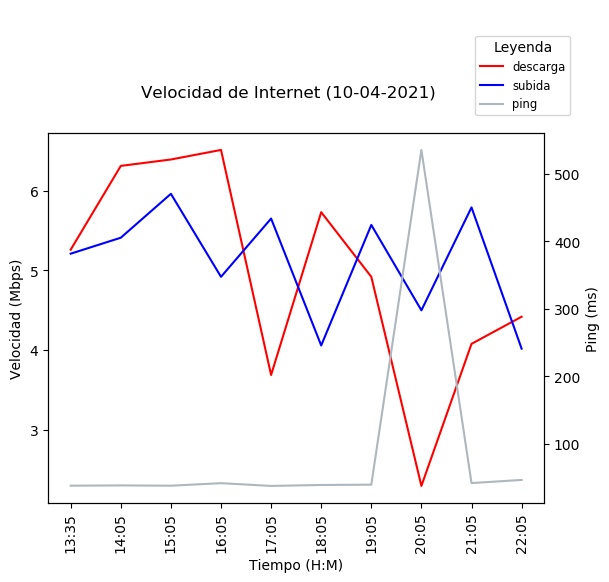 Leyenda
descarga
subida
ping
Velocidad de Internet (10-04-2021)
Velocidad (Mbps)
6
5
4
3
500
400
300
200
100
Ping (ms)
13:35 14:05 15:05 16:05 17:05 18:05 19:05 20:05 21:05 22:05
Tiempo (H:M)